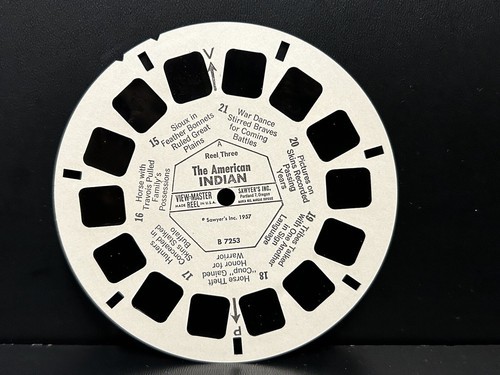 V
A
Reel Three
The American
INDIAN
VIEW-MASTER
MADE REEL IN U.S.A.
SAWYER'S INC.
Portland 7, Oregon
© Sawyer's Inc. 1957
B 7253
15
Sioux in
Feather Bonnets
Ruled Great
Plains
16
Horse with
Travois Pulled
Family's
Possessions
17
Hunters
Concealed in
Skins Stalked
Buffalo
18
Horse Theft
"Coup" Gained
Honor for
Warrior
19
Tribes Talked
with One Another
in Sign
Language
20
Pictures on
Skins Recorded
Passing
Years
21
War Dance
Stirred Braves
for Coming
Battles
P